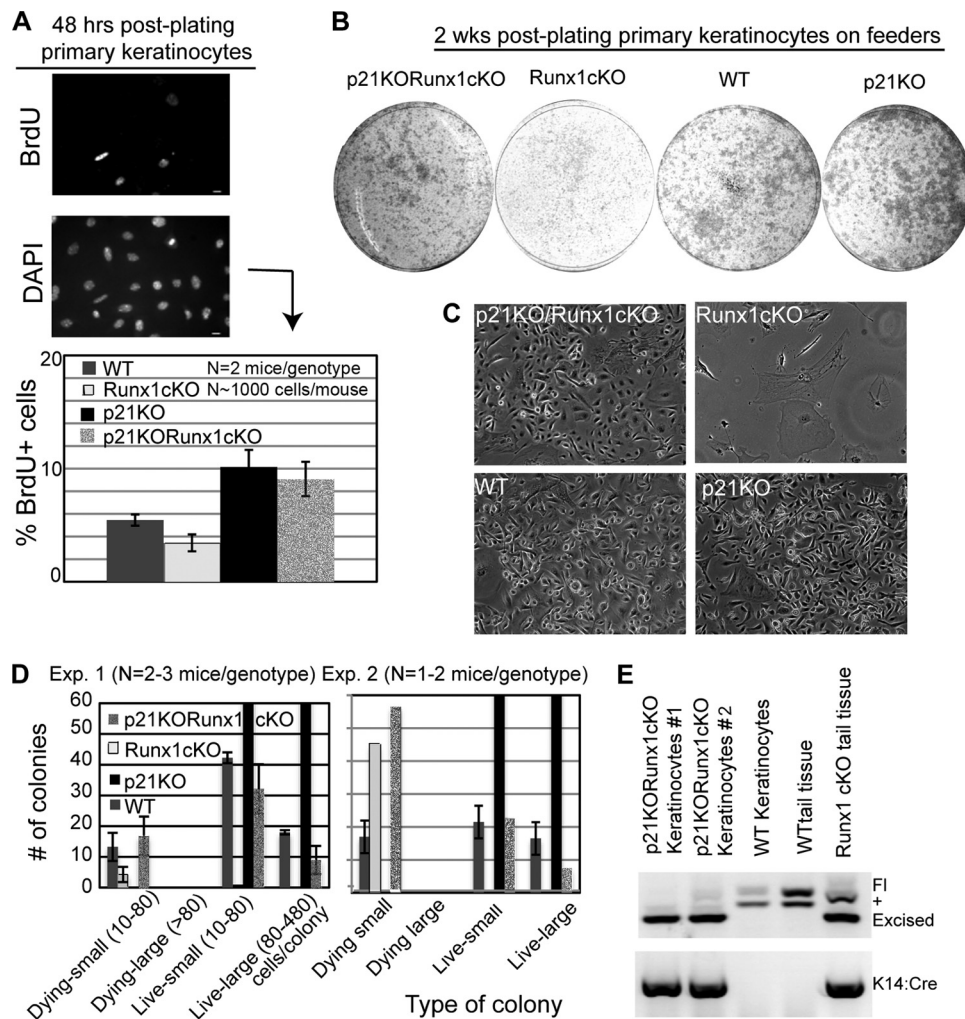 A
48 hrs post-plating
primary keratinocytes
BrdU
DAPI
% BrdU+ cells
20
10
0
WT
N=2 mice/genotype
Runx1cKO
N~1000 cells/mouse
p21KO
p21KORunx1cKO
B
2 wks post-plating primary keratinocytes on feeders
p21KORunx1cKO
Runx1cKO
WT
p21KO
C
p21KO/Runx1cKO
Runx1cKO
WT
p21KO
D
Exp. 1 (N=2-3 mice/genotype)
Exp. 2 (N=1-2 mice/genotype)
# of colonies
60
50
40
30
20
10
0
p21KORunx1cKO
Runx1cKO
p21KO
WT
Dying-small (10-80)
Dying-large (>80)
Live-small (10-80)
Live-large (80-480)
cells/colony
Dying small
Dying large
Live-small
Live-large
Type of colony
E
p21KORunx1cKO
Keratinocytes #1
p21KORunx1cKO
Keratinocytes #2
WT Keratinocytes
WTtail tissue
Runx1 cKO tail tissue
Fl
+
Excised
K14:Cre